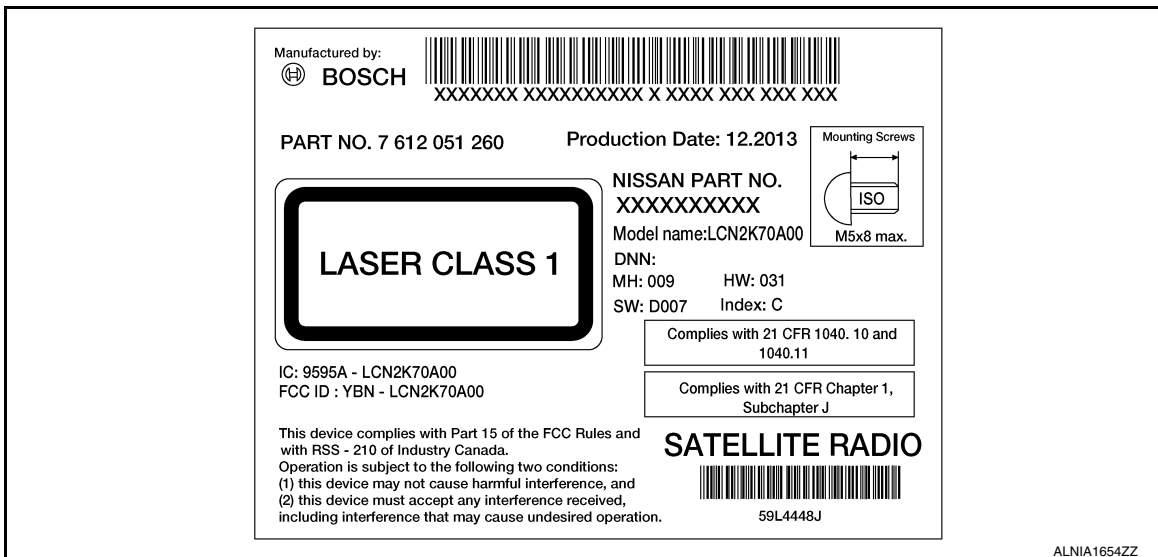 Manufactured by:
BOSCH
XXXXXXX XXXXXXXXXX X XXXX XXX XXX XXX
PART NO. 7 612 051 260
Production Date: 12.2013
Mounting Screws
ISO
M5x8 max.
NISSAN PART NO.
XXXXXXXXXX
Model name:LCN2K70A00
DNN:
MH: 009 HW: 031
SW: D007 Index: C
LASER CLASS 1
Complies with 21 CFR 1040. 10 and
1040.11
IC: 9595A - LCN2K70A00
FCC ID : YBN - LCN2K70A00
Complies with 21 CFR Chapter 1,
Subchapter J
This device complies with Part 15 of the FCC Rules and
with RSS - 210 of Industry Canada.
Operation is subject to the following two conditions:
(1) this device may not cause harmful interference, and
(2) this device must accept any interference received,
including interference that may cause undesired operation.
SATELLITE RADIO
59L4448J
ALNIA1654ZZ